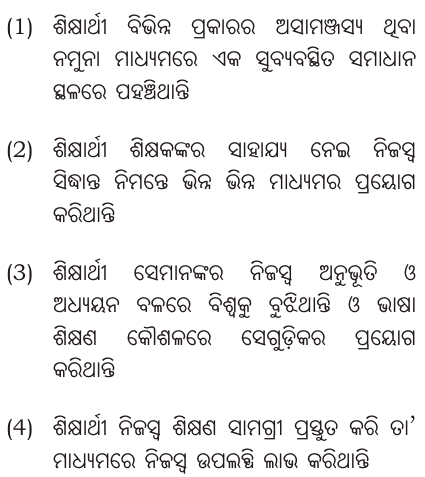 (1) ଶିକ୍ଷାର୍ଥୀ ବିଭିନ୍ନ ପ୍ରକାରର ଅସାମଞ୍ଜସ୍ୟ ଥିବା
ନମୁନା ମାଧ୍ୟମରେ ଏକ ସୁବ୍ୟବସ୍ଥିତ ସମାଧାନ
ସ୍ଥଳରେ ପହଞ୍ଚିଥାନ୍ତି
(2) ଶିକ୍ଷାର୍ଥୀ ଶିକ୍ଷକଙ୍କର ସାହାଯ୍ୟ ନେଇ ନିଜସ୍ୱ
ସିଦ୍ଧାନ୍ତ ନିମନ୍ତେ ଭିନ୍ନ ଭିନ୍ନ ମାଧ୍ୟମର ପ୍ରୟୋଗ
କରିଥାନ୍ତି
(3) ଶିକ୍ଷାର୍ଥୀ ସେମାନଙ୍କର ନିଜସ୍ୱ ଅନୁଭୂତି ଓ
ଅଧ୍ୟୟନ ବଳରେ ବିଶ୍ୱକୁ ବୁଝିଥାନ୍ତି ଓ ଭାଷା
ଶିକ୍ଷଣ କୌଶଳରେ ସେଗୁଡ଼ିକର ପ୍ରୟୋଗ
କରିଥାନ୍ତି
(4) ଶିକ୍ଷାର୍ଥୀ ନିଜସ୍ୱ ଶିକ୍ଷଣ ସାମଗ୍ରୀ ପ୍ରସ୍ତୁତ କରି ତା’
ମାଧ୍ୟମରେ ନିଜସ୍ୱ ଉପଲବ୍ଧି ଲାଭ କରିଥାନ୍ତି